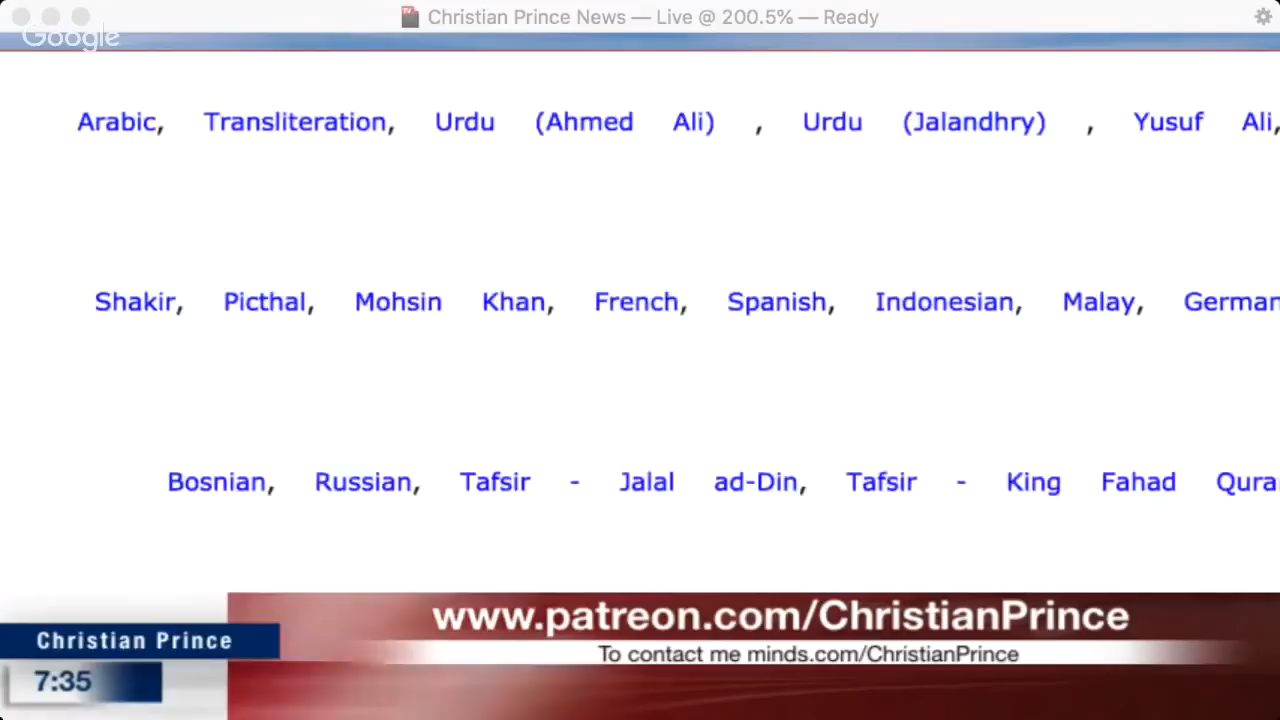 Christian Prince News — Live @ 200.5% — Ready
Google
Arabic, Transliteration, Urdu (Ahmed Ali) , Urdu (Jalandhry) , Yusuf Ali,
Shakir, Picthal, Mohsin Khan, French, Spanish, Indonesian, Malay, German
Bosnian, Russian, Tafsir - Jalal ad-Din, Tafsir - King Fahad Qura
www.patreon.com/ChristianPrince
Christian Prince
To contact me minds.com/ChristianPrince
7:35